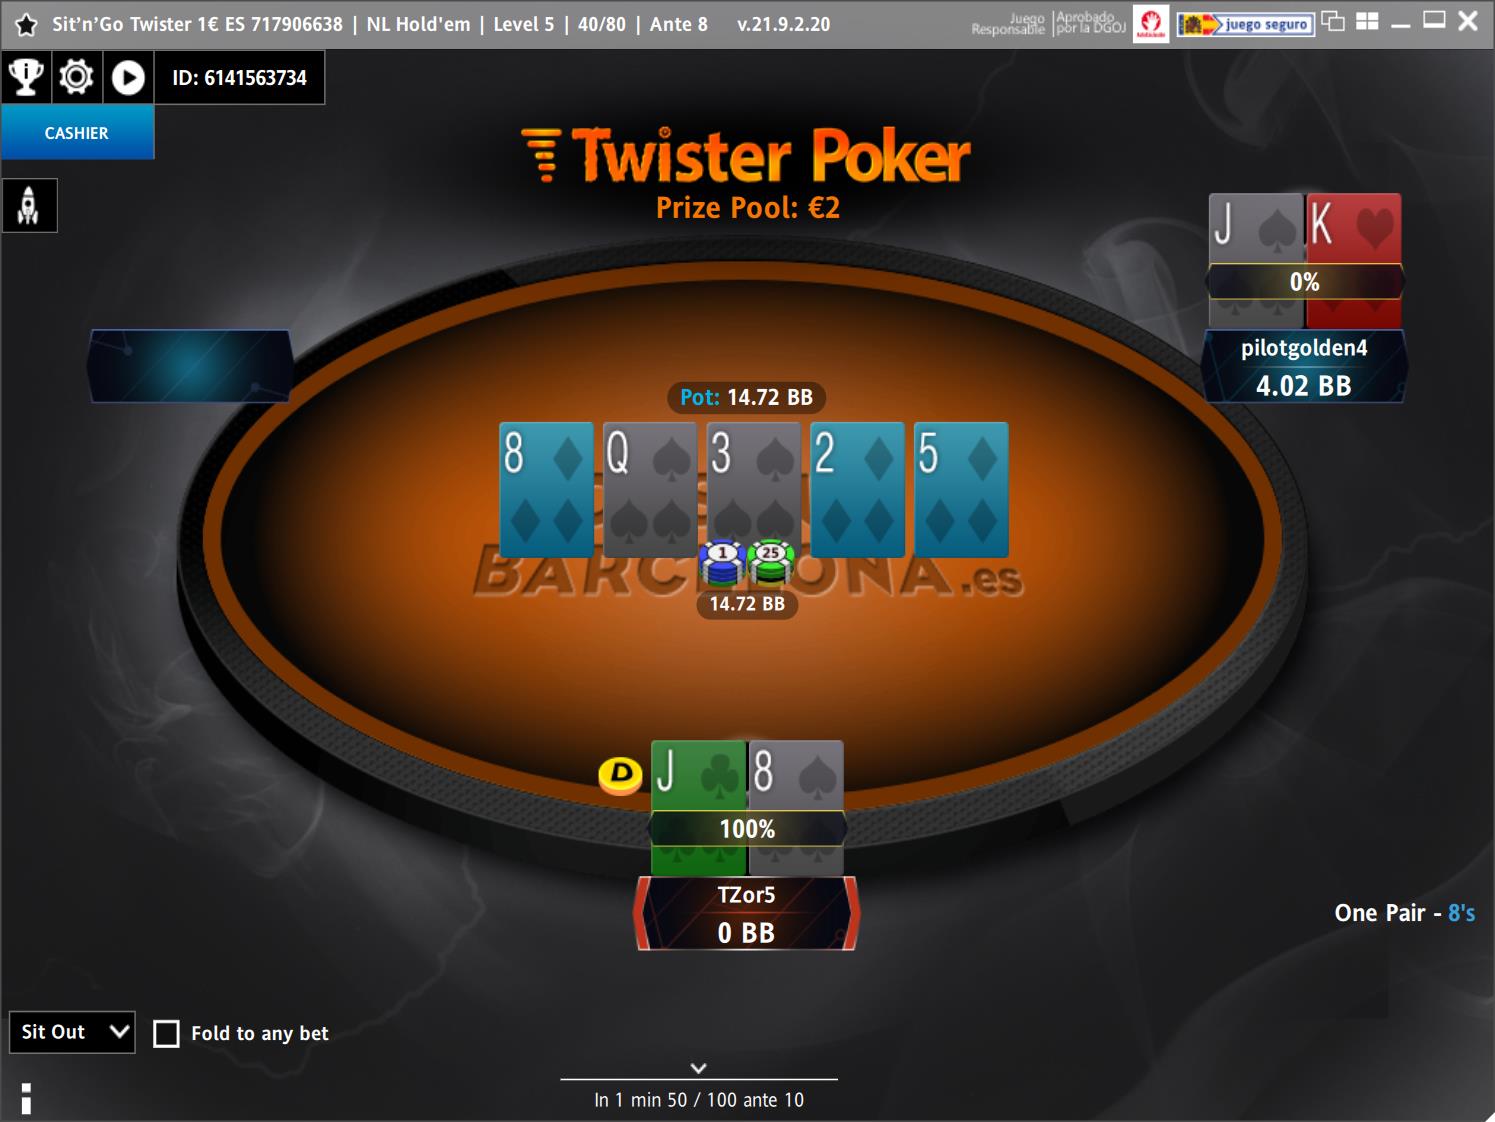 Sit’n’Go Twister 1€ ES 717906638 | NL Hold'em | Level 5 | 40/80 | Ante 8 v.21.9.2.20
Juego Responsable
Aprobado por la DGOJ
juego seguro
ID: 6141563734
CASHIER
Twister Poker
Prize Pool: €2
J K
0%
pilotgolden4
4.02 BB
Pot: 14.72 BB
8 Q 3 2 5
1 25
BARCELONA.es
14.72 BB
D
J 8
100%
TZor5
0 BB
One Pair - 8's
Sit Out
Fold to any bet
In 1 min 50 / 100 ante 10